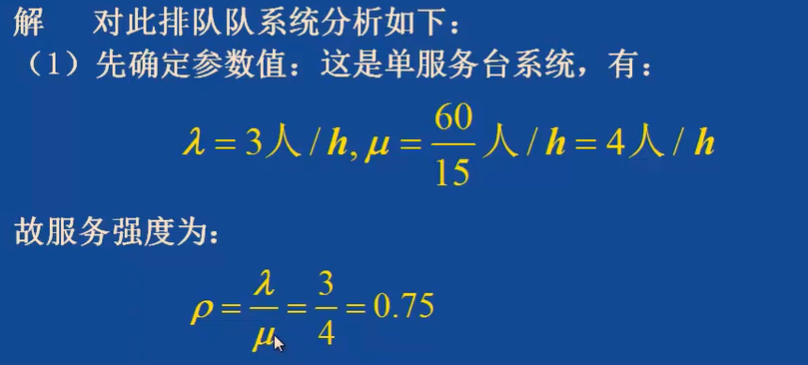 解 对此排队队系统分析如下：
（1）先确定参数值：这是单服务台系统，有：
λ = 3人 / h, μ = 60/15 人 / h = 4人 / h
故服务强度为：
ρ = λ/μ = 3/4 = 0.75